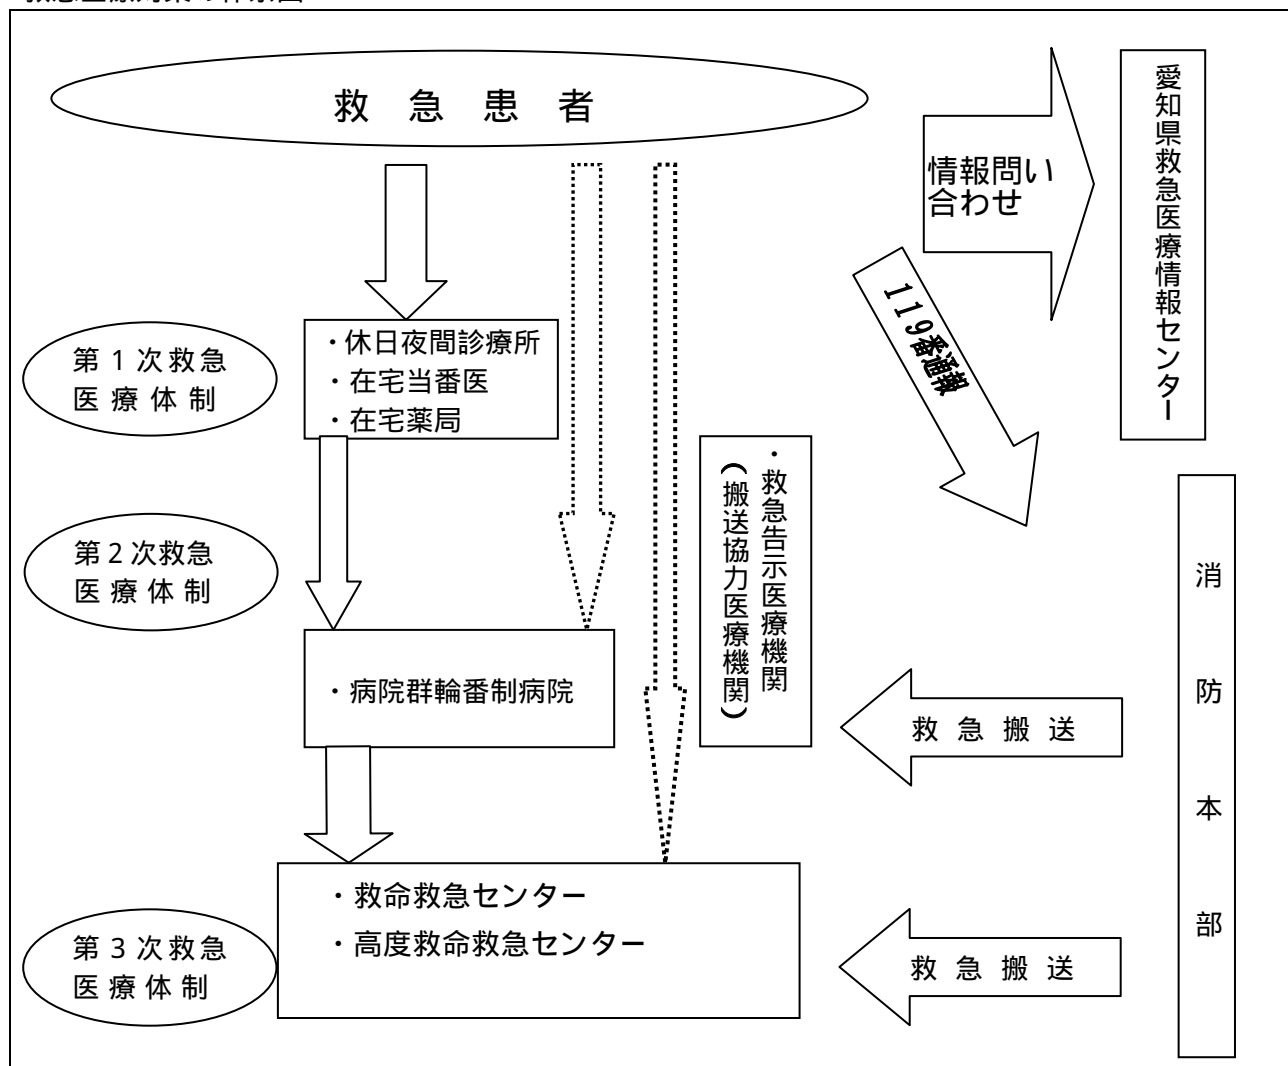 救急患者
情報問い
合わせ
愛知県救急医療情報センター
119番通報
第1次救急
医療体制
・休日夜間診療所
・在宅当番医
・在宅薬局
第2次救急
医療体制
・救急告示医療機関
(搬送協力医療機関)
・病院群輪番制病院
救急搬送
消防本部
・救命救急センター
・高度救命救急センター
第3次救急
医療体制
救急搬送